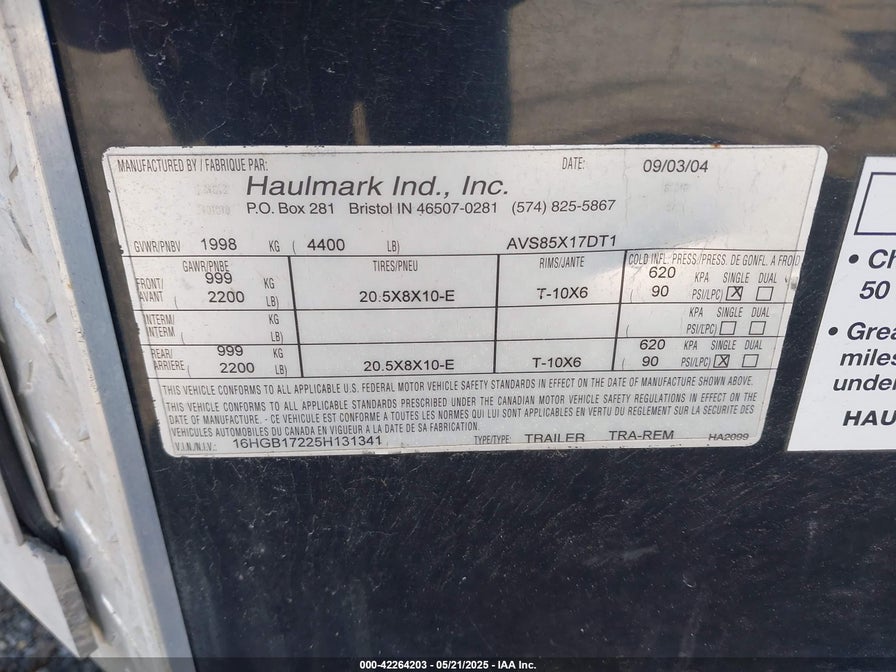 MANUFACTURED BY / FABRIQUE PAR: DATE: 09/03/04
Haulmark Ind., Inc.
P.O. Box 281 Bristol IN 46507-0281 (574) 825-5867
GVWR/PNBV 1998 KG ( 4400 LB) AVS85X17DT1
GAWR/PNBE TIRES/PNEU RIMS/JANTE COLD INFL. PRESS./PRESS. DE GONFL. A FROID
FRONT/ 999 KG 620 KPA SINGLE DUAL
AVANT ( 2200 LB) 20.5X8X10-E T-10X6 ( 90 PSI/LPC) X
INTERM/ KG KPA SINGLE DUAL
INTERM ( LB) ( PSI/LPC)
REAR/ 999 KG 620 KPA SINGLE DUAL
ARRIERE ( 2200 LB) 20.5X8X10-E T-10X6 ( 90 PSI/LPC) X
THIS VEHICLE CONFORMS TO ALL APPLICABLE U.S. FEDERAL MOTOR VEHICLE SAFETY STANDARDS IN EFFECT ON THE DATE OF MANUFACTURE SHOWN ABOVE.
THIS VEHICLE CONFORMS TO ALL APPLICABLE STANDARDS PRESCRIBED UNDER THE CANADIAN MOTOR VEHICLE SAFETY REGULATIONS IN EFFECT ON THE
DATE OF MANUFACTURE. - CE VEHICULE EST CONFORME A TOUTES LES NORMES QUI LUI SONT APPLICABLES EN VERTU DU REGLEMENT SUR LA SECURITE DES
VEHICULES AUTOMOBILES DU CANADA EN VIGUEUR A LA DATE DE SA FABRICATION.
V.I.N./N.I.V.: 16HGB17225H131341 TYPE/TYPE: TRAILER TRA-REM HA2099
• Ch
50
• Grea
miles
under
HAU
000-42264203 - 05/21/2025 - IAA Inc.